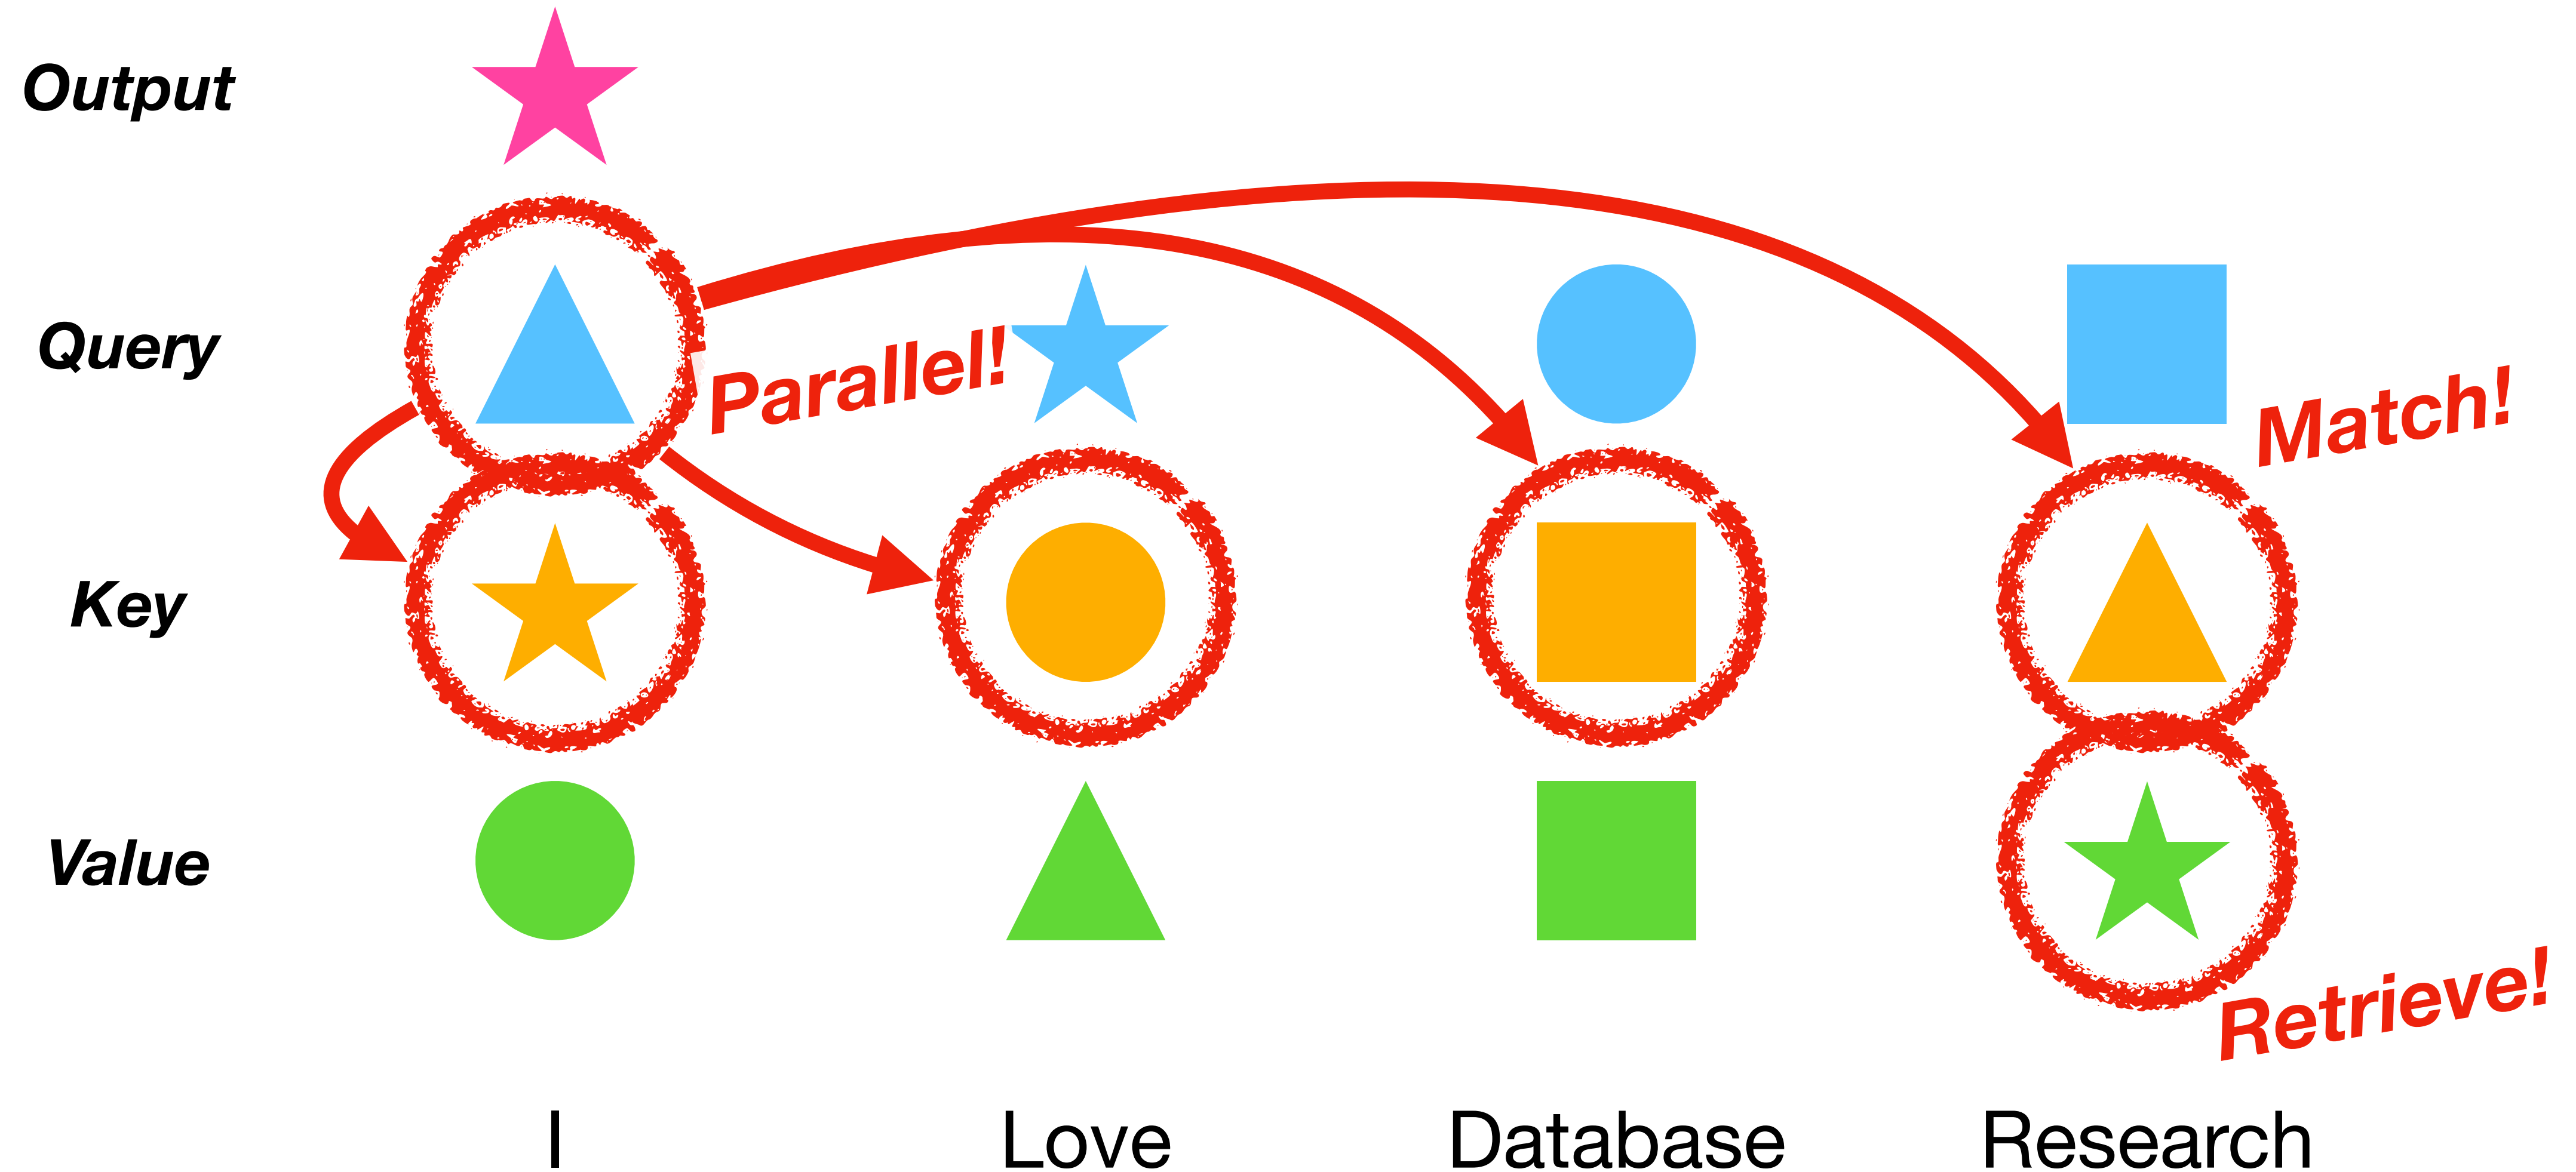 Output
Query
Parallel!
Match!
Key
Value
Retrieve!
I
Love
Database
Research